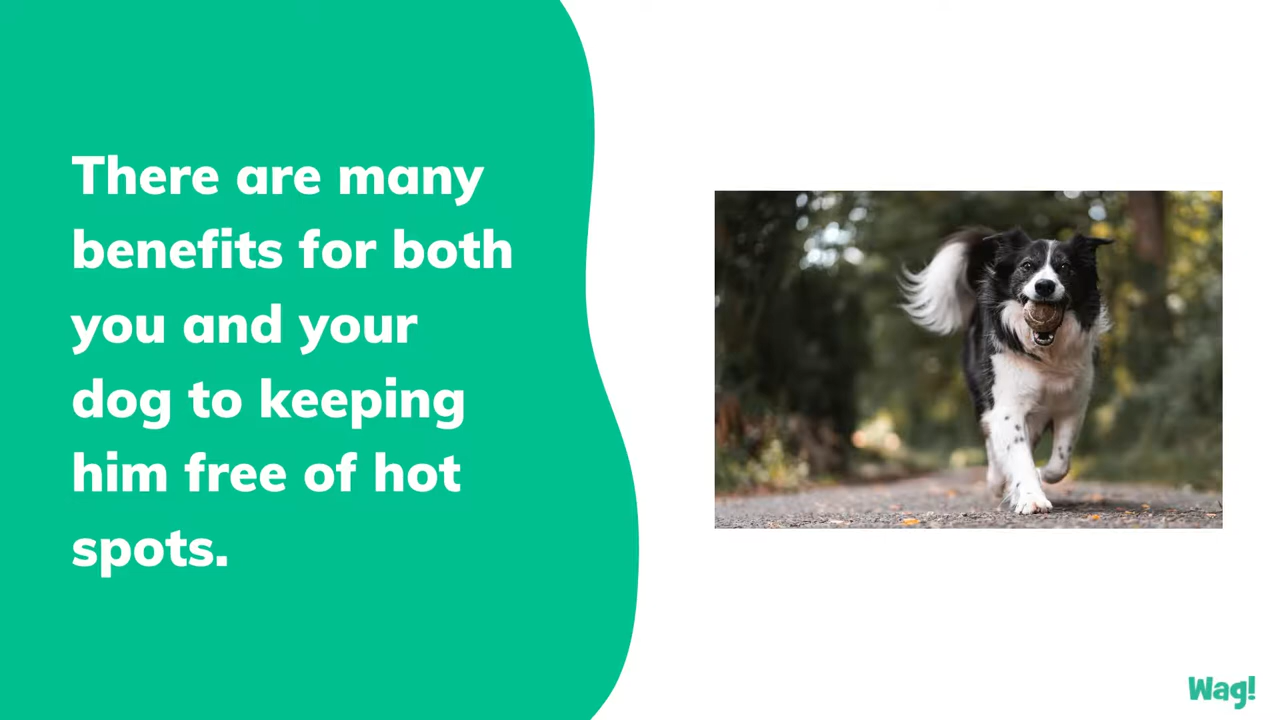 There are many
benefits for both
you and your
dog to keeping
him free of hot
spots.
Wag!